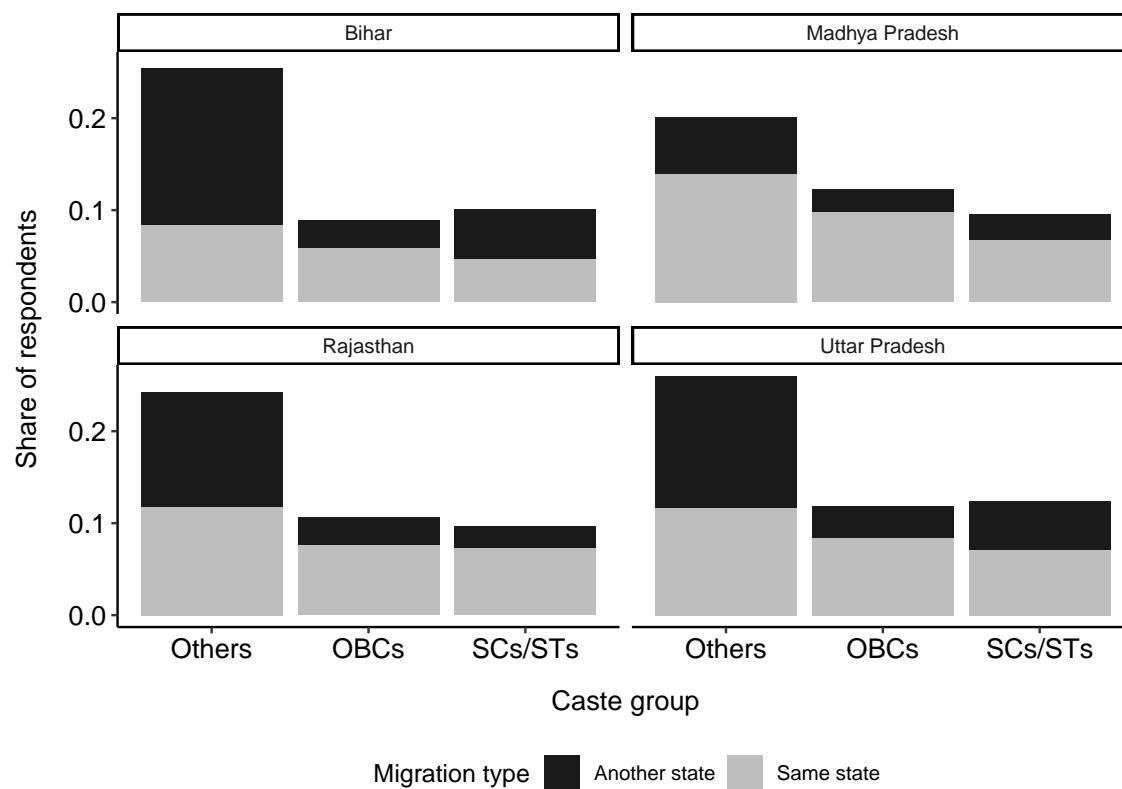 Bihar
Madhya Pradesh
0.2
0.1
0.0
Rajasthan
Uttar Pradesh
0.2
0.1
0.0
Share of respondents
Others OBCs SCs/STs
Others OBCs SCs/STs
Caste group
Migration type Another state Same state